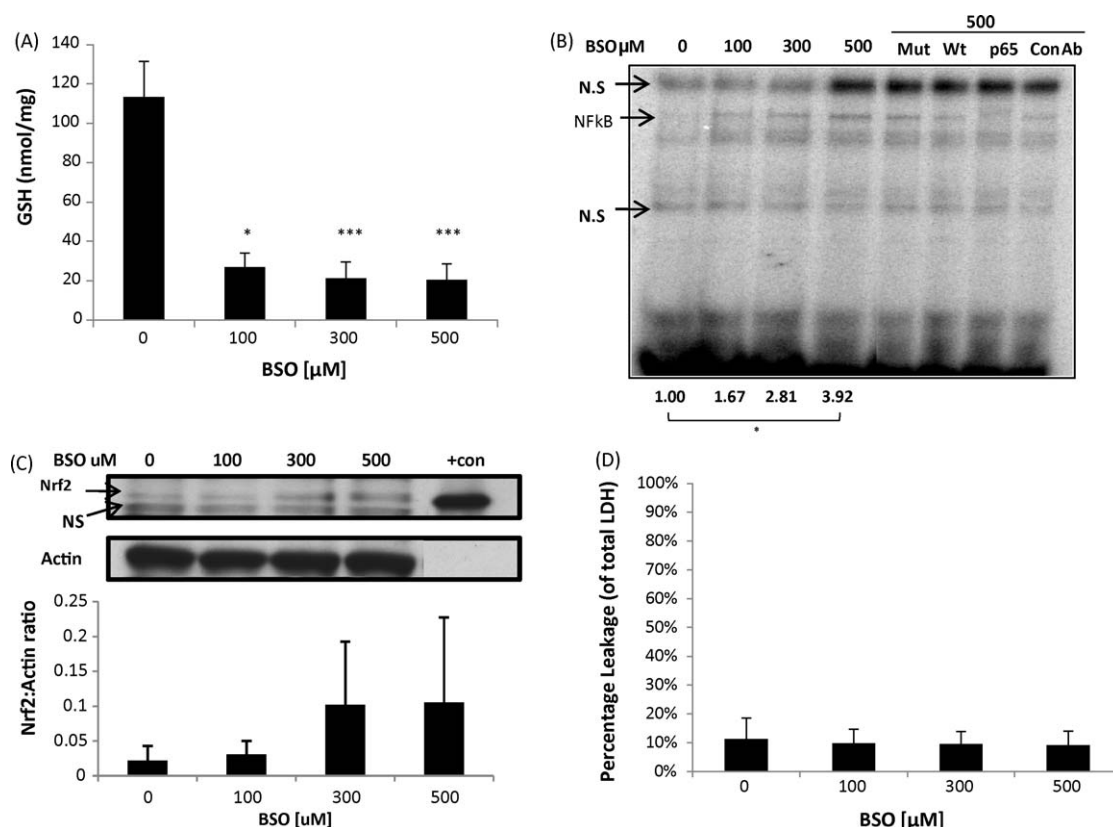 (A)
140
120
100
80
60
40
20
0
GSH (nmol/mg)
* *** ***
0 100 300 500
BSO [µM]
(B)
500
BSOµM 0 100 300 500 Mut Wt p65 Con Ab
N.S
NFkB
N.S
1.00 1.67 2.81 3.92
*
(C)
BSO uM 0 100 300 500 +con
Nrf2
NS
Actin
0.25
0.2
0.15
0.1
0.05
0
Nrf2:Actin ratio
0 100 300 500
BSO [uM]
(D)
100%
90%
80%
70%
60%
50%
40%
30%
20%
10%
0%
Percentage Leakage (of total LDH)
0 100 300 500
BSO [µM]